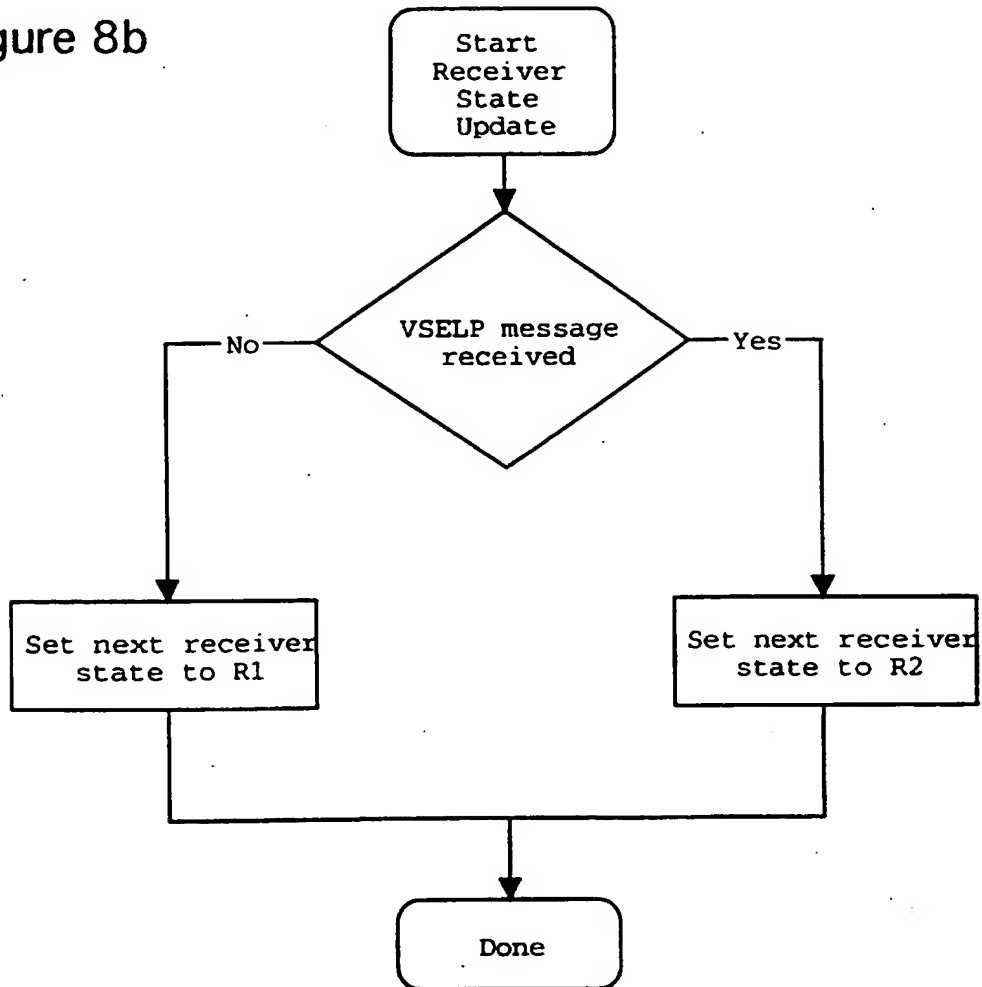 gure 8b
Start
Receiver
State
Update
VSELP message
received
No
Yes
Set next receiver
state to R1
Set next receiver
state to R2
Done